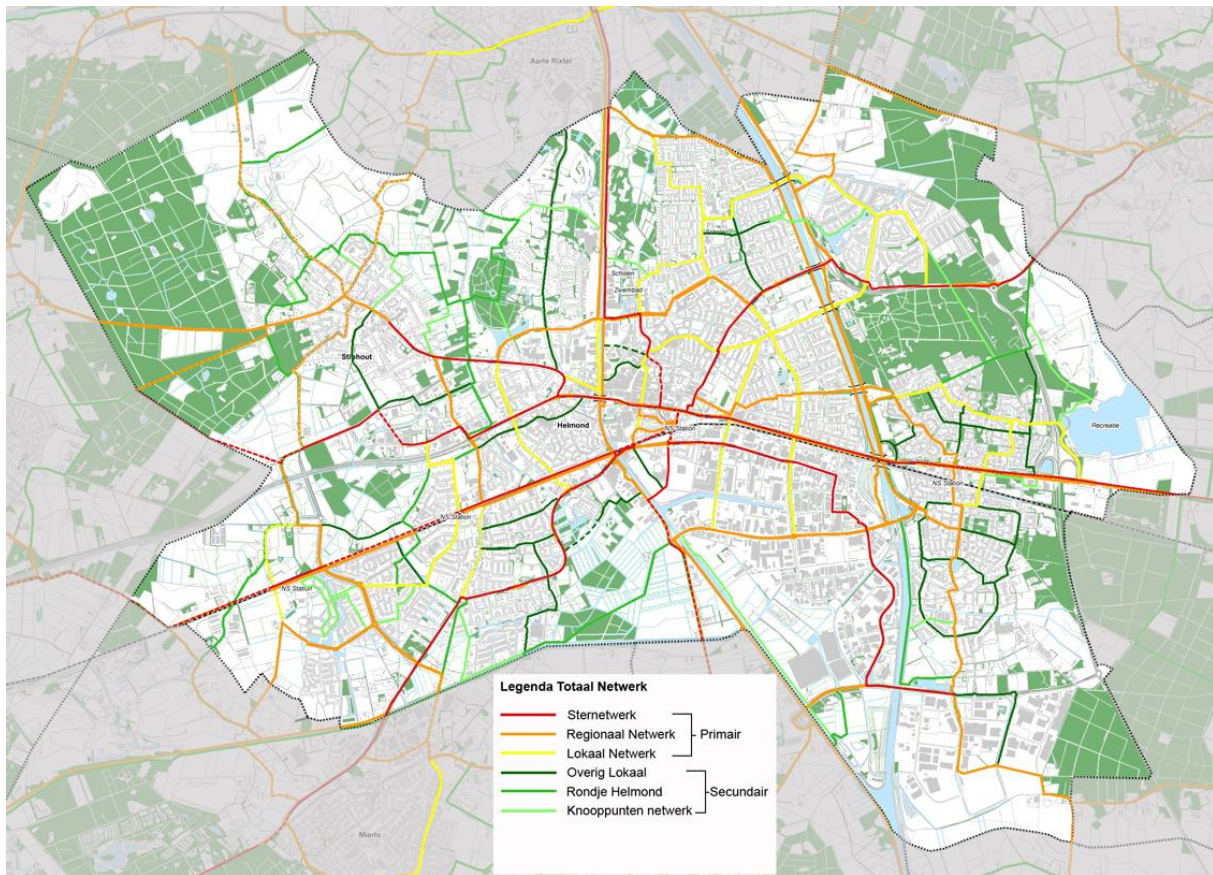 Aarle Rixtel
Scholen
Zwembad
Stiphout
Helmond
NS Station
Recreatie
NS Station
NS Station
NS Station
Mierlo
Legenda Totaal Netwerk
Sternetwerk
Regionaal Netwerk
Primair
Lokaal Netwerk
Overig Lokaal
Rondje Helmond
Secundair
Knooppunten netwerk